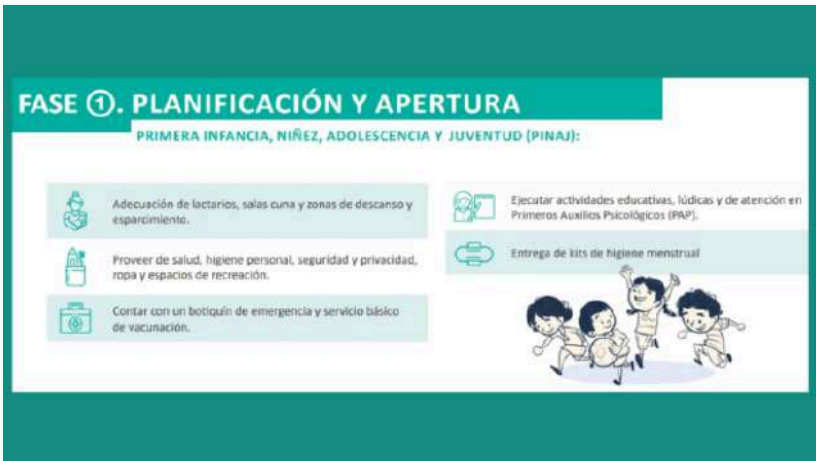 FASE ①. PLANIFICACIÓN Y APERTURA
PRIMERA INFANCIA, NIÑEZ, ADOLESCENCIA Y JUVENTUD (PINAJ):
Adecuación de lactarios, salas cuna y zonas de descanso y
esparcimiento.
Proveer de salud, higiene personal, seguridad y privacidad,
ropa y espacios de recreación.
Contar con un botiquín de emergencia y servicio básico
de vacunación.
Ejecutar actividades educativas, lúdicas y de atención en
Primeros Auxilios Psicológicos (PAP).
Entrega de kits de higiene menstrual